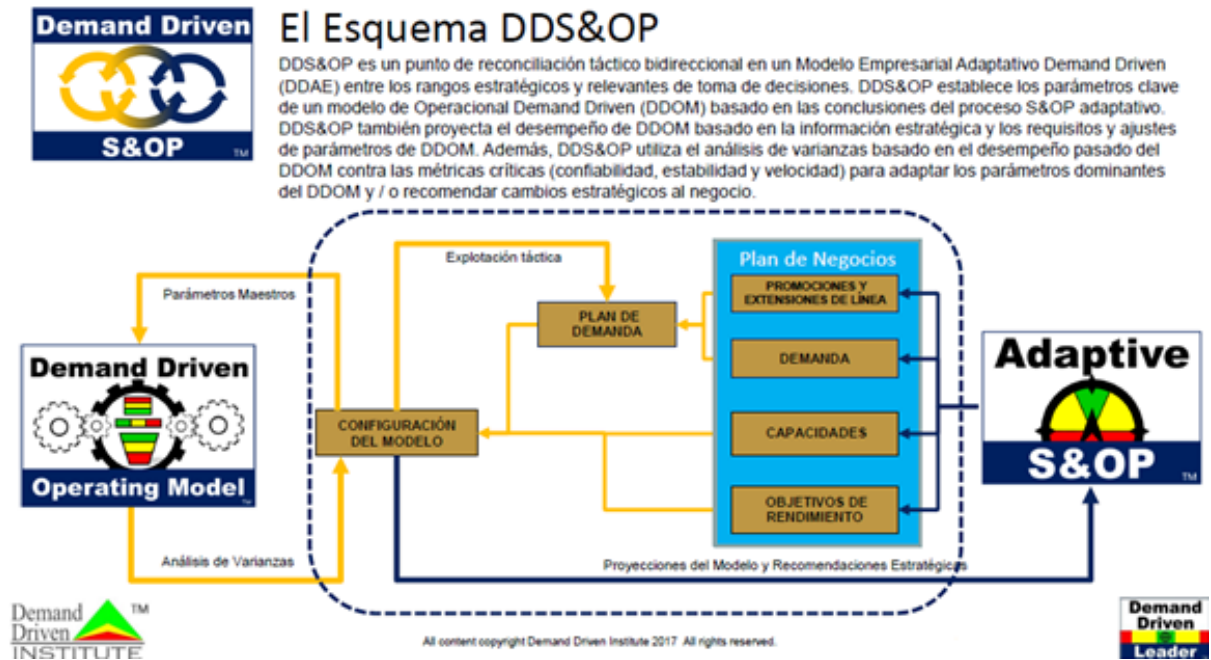 Demand Driven
S&OP
TM
El Esquema DDS&OP
DDS&OP es un punto de reconciliación táctico bidireccional en un Modelo Empresarial Adaptativo Demand Driven
(DDAE) entre los rangos estratégicos y relevantes de toma de decisiones. DDS&OP establece los parámetros clave
de un modelo de Operacional Demand Driven (DDOM) basado en las conclusiones del proceso S&OP adaptativo.
DDS&OP también proyecta el desempeño de DDOM basado en la información estratégica y los requisitos y ajustes
de parámetros de DDOM. Además, DDS&OP utiliza el análisis de varianzas basado en el desempeño pasado del
DDOM contra las métricas críticas (confiabilidad, estabilidad y velocidad) para adaptar los parámetros dominantes
del DDOM y / o recomendar cambios estratégicos al negocio.
Explotación táctica
Plan de Negocios
Parámetros Maestros
PROMOCIONES Y
EXTENSIONES DE LÍNEA
PLAN DE
DEMANDA
DEMANDA
Demand Driven
Operating Model
TM
CONFIGURACIÓN
DEL MODELO
CAPACIDADES
OBJETIVOS DE
RENDIMIENTO
Adaptive
S&OP
TM
Análisis de Varianzas
Proyecciones del Modelo y Recomendaciones Estratégicas
Demand
Driven
INSTITUTE
TM
All content copyright Demand Driven Institute 2017 All rights reserved.
Demand
Driven
Leader